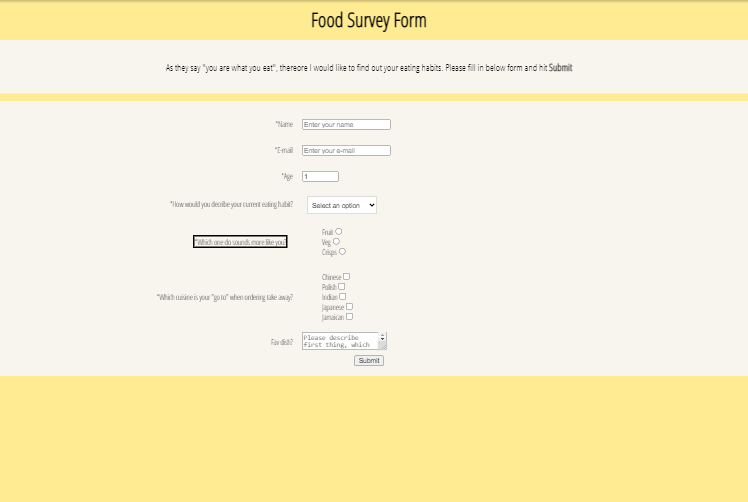 Food Survey Form
As they say "you are what you eat", thereore I would like to find out your eating habits. Please fill in below form and hit Submit
*Name Enter your name
*E-mail Enter your e-mail
*Age 1
*How would you decribe your current eating habit? Select an option
*Which one do sounds more like you?
Fruit
Veg
Crisps
*Which cuisine is your "go to" when ordering take away?
Chinese
Polish
Indian
Japanese
Jamaican
Fav dish? Please describe
first thing, which
Submit